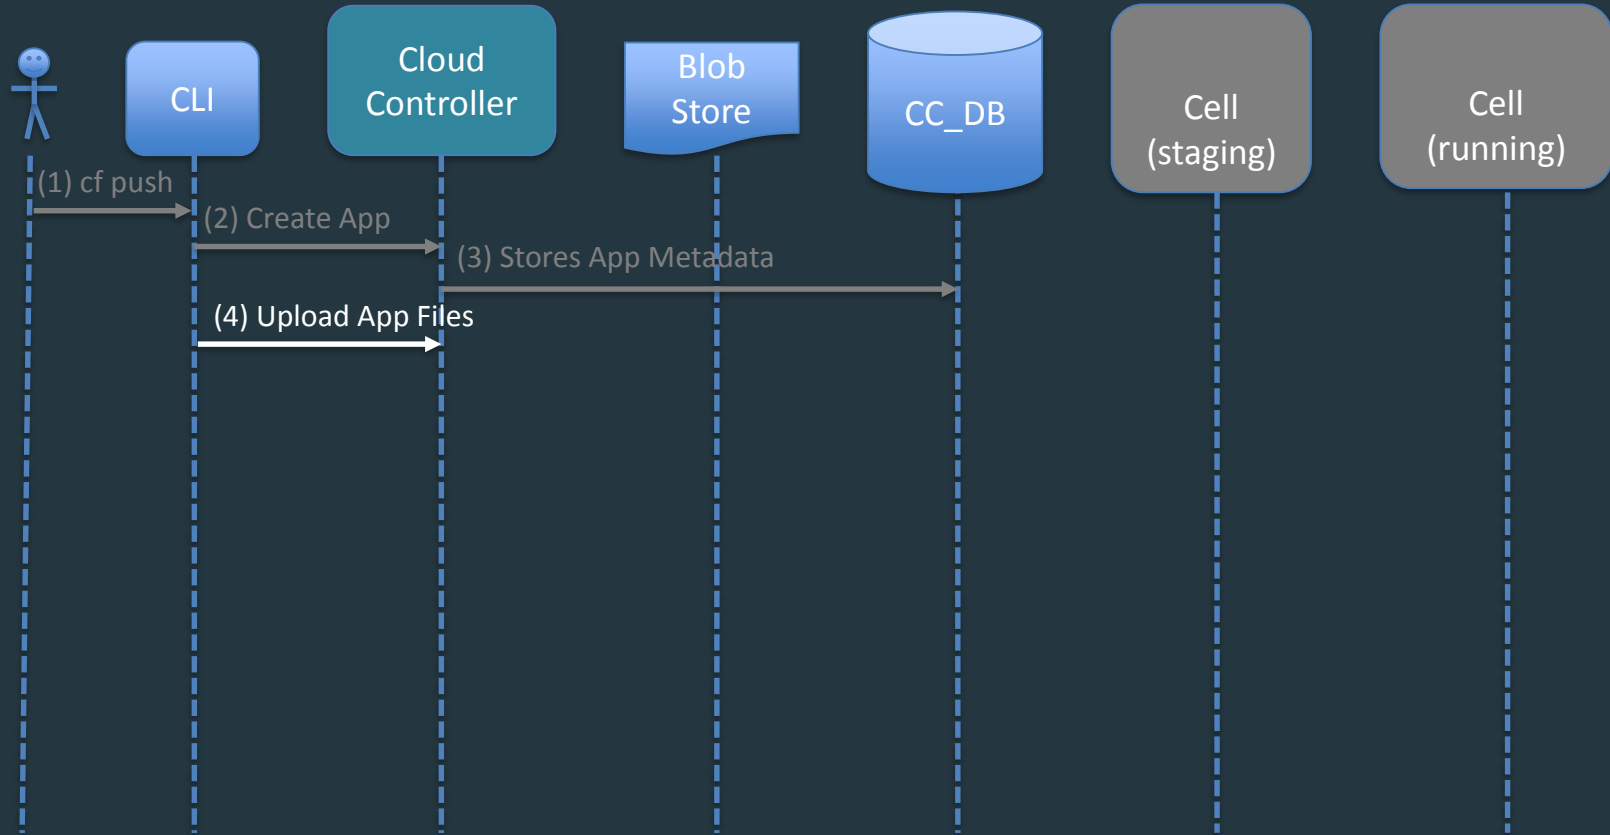 CLI
Cloud
Controller
Blob
Store
CC_DB
Cell
(staging)
Cell
(running)
(1) cf push
(2) Create App
(3) Stores App Metadata
(4) Upload App Files